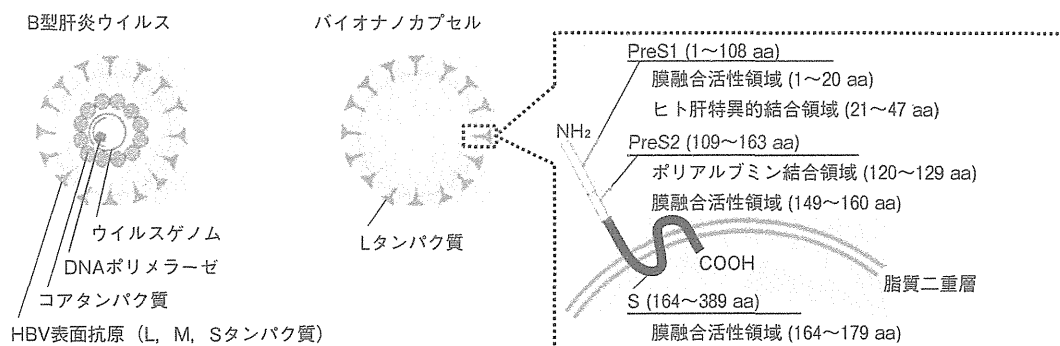 B型肝炎ウイルス
ウイルスゲノム
DNAポリメラーゼ
コアタンパク質
HBV表面抗原（L, M, Sタンパク質）
バイオナノカプセル
Lタンパク質
PreS1 (1〜108 aa)
膜融合活性領域 (1〜20 aa)
ヒト肝特異的結合領域 (21〜47 aa)
NH₂
PreS2 (109〜163 aa)
ポリアルブミン結合領域 (120〜129 aa)
膜融合活性領域 (149〜160 aa)
COOH
脂質二重層
S (164〜389 aa)
膜融合活性領域 (164〜179 aa)